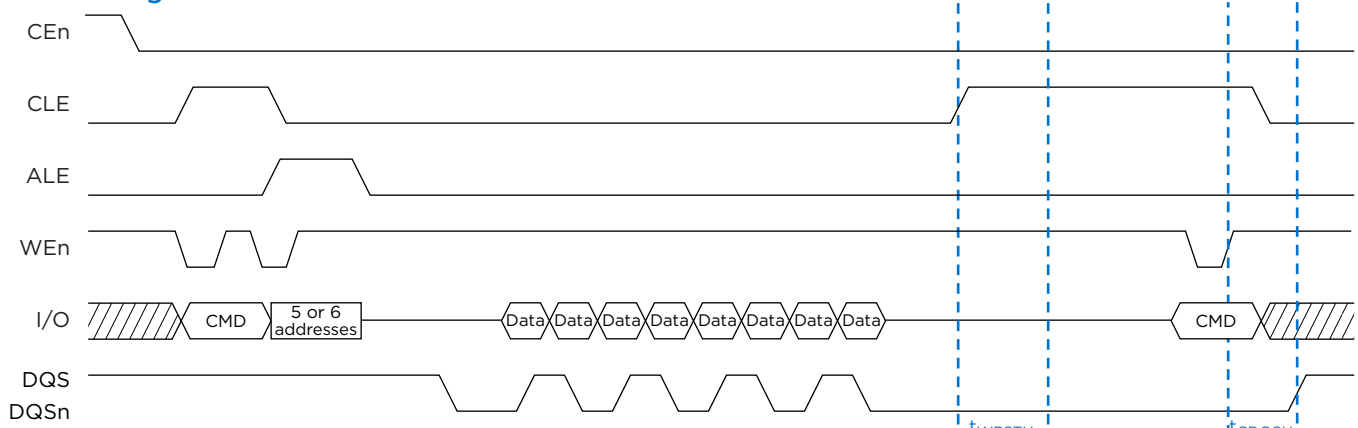 CEn
CLE
ALE
WEn
I/O
CMD
5 or 6
addresses
Data Data Data Data Data Data Data Data
CMD
DQS
DQSn